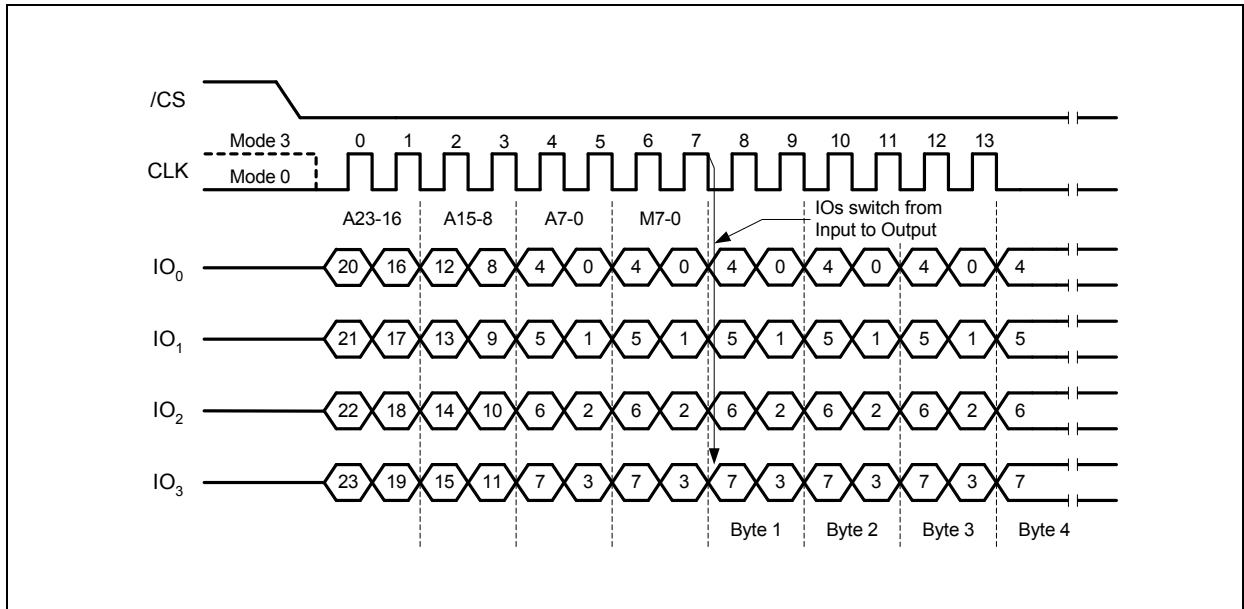 /CS
Mode 3 0 1 2 3 4 5 6 7 8 9 10 11 12 13
CLK
Mode 0
A23-16 A15-8 A7-0 M7-0
IOs switch from
Input to Output
IO0 20 16 12 8 4 0 4 0 4 0 4 0 4 0 4
IO1 21 17 13 9 5 1 5 1 5 1 5 1 5 1 5
IO2 22 18 14 10 6 2 6 2 6 2 6 2 6 2 6
IO3 23 19 15 11 7 3 7 3 7 3 7 3 7 3 7
Byte 1 Byte 2 Byte 3 Byte 4